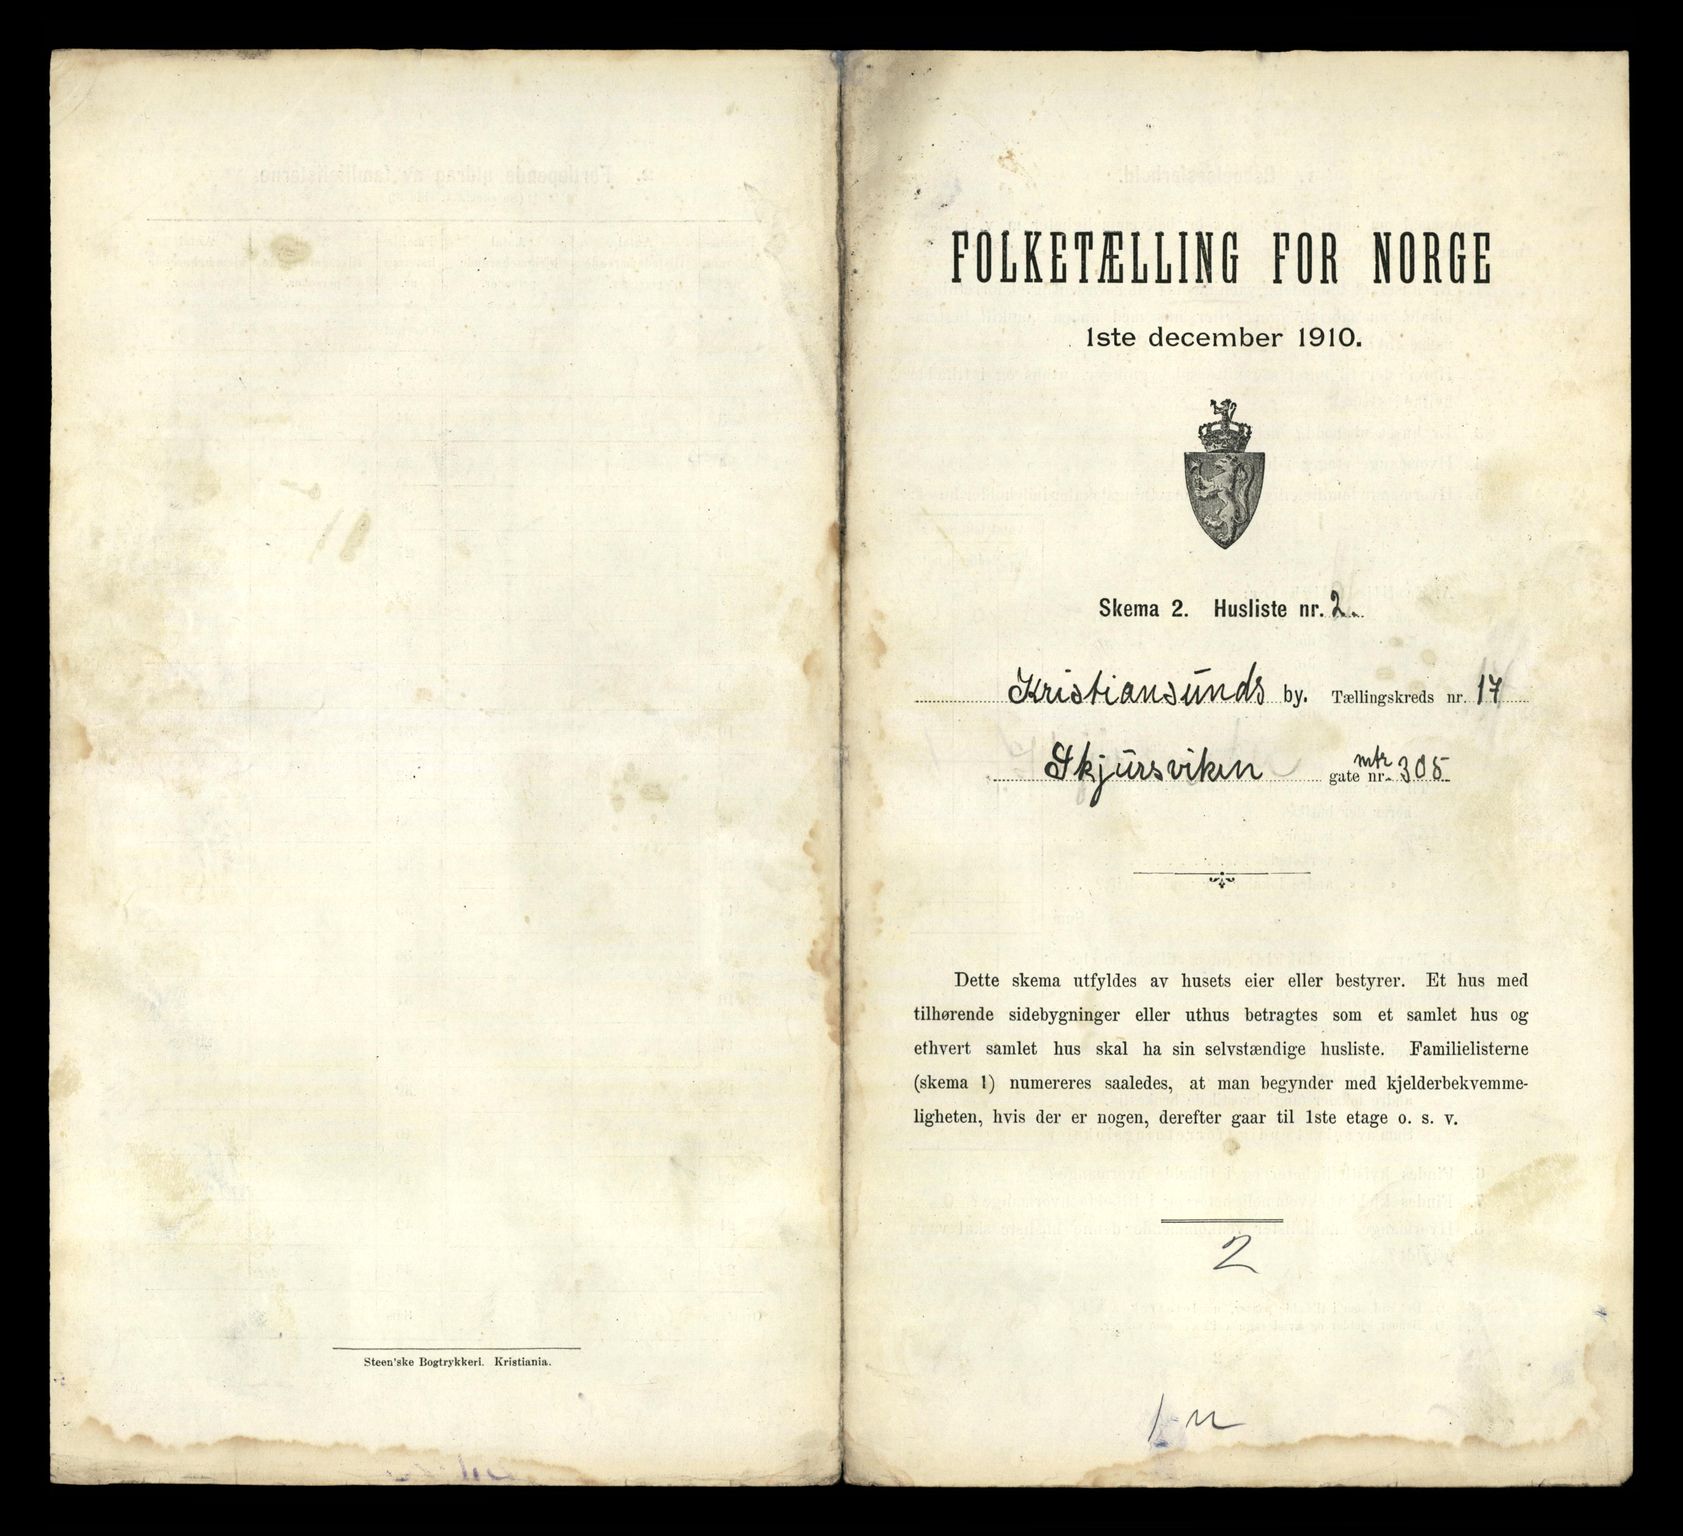 Steen'ske Bogtrykkeri. Kristiania.
FOLKETÆLLING FOR NORGE
1ste december 1910.
Skema 2. Husliste nr. 2.
Kristiansunds by. Tællingskreds nr. 17
Skjursviken gate nr. mtr 305
Dette skema utfyldes av husets eier eller bestyrer. Et hus med
tilhørende sidebygninger eller uthus betragtes som et samlet hus og
ethvert samlet hus skal ha sin selvstændige husliste. Familielisterne
(skema 1) numereres saaledes, at man begynder med kjelderbekvemme-
ligheten, hvis der er nogen, derefter gaar til 1ste etage o. s. v.
2